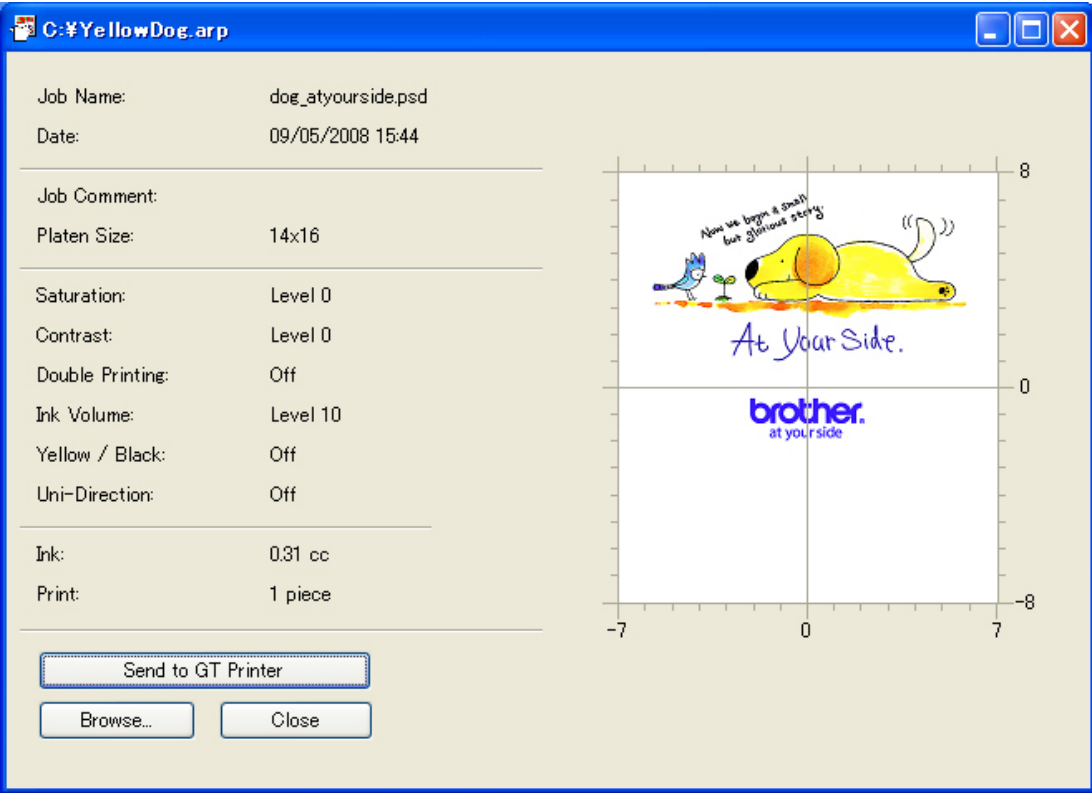 C:¥YellowDog.arp
Job Name: dog_atyourside.psd
Date: 09/05/2008 15:44
Job Comment:
Platen Size: 14x16
Saturation: Level 0
Contrast: Level 0
Double Printing: Off
Ink Volume: Level 10
Yellow / Black: Off
Uni-Direction: Off
Ink: 0.31 cc
Print: 1 piece
Send to GT Printer
Browse...
Close
8
Now we begin a small
but glorious story.
At Your Side.
0
brother.
at your side
-8
-7 0 7